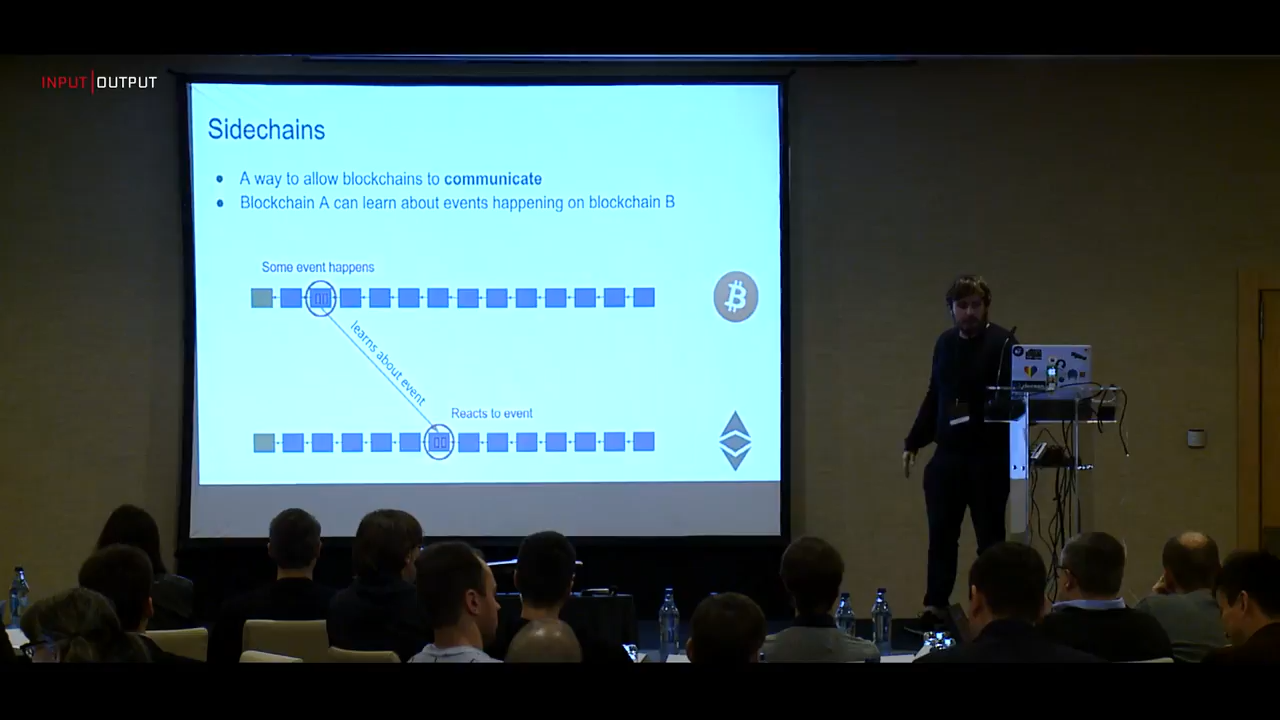 INPUT|OUTPUT
Sidechains
● A way to allow blockchains to communicate
● Blockchain A can learn about events happening on blockchain B
Some event happens
learns about event
Reacts to event